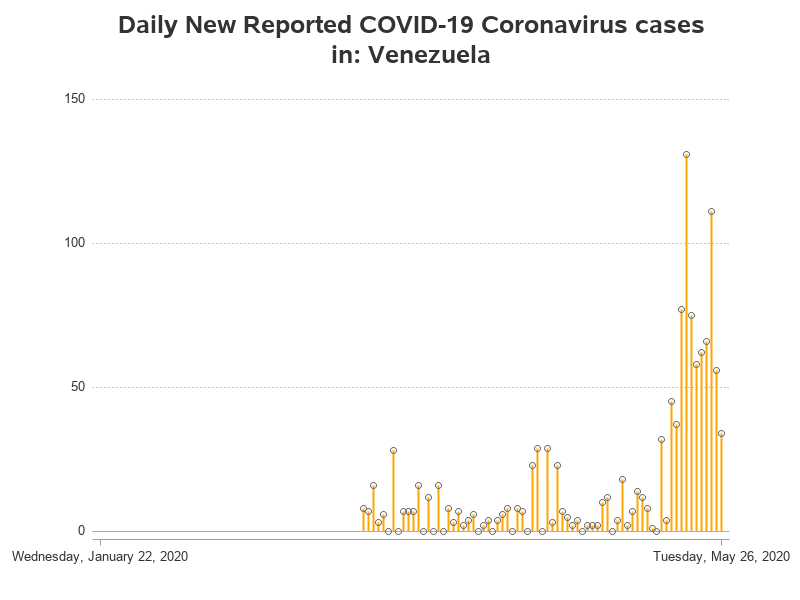 Daily New Reported COVID-19 Coronavirus cases
in: Venezuela
150
100
50
0
Wednesday, January 22, 2020
Tuesday, May 26, 2020